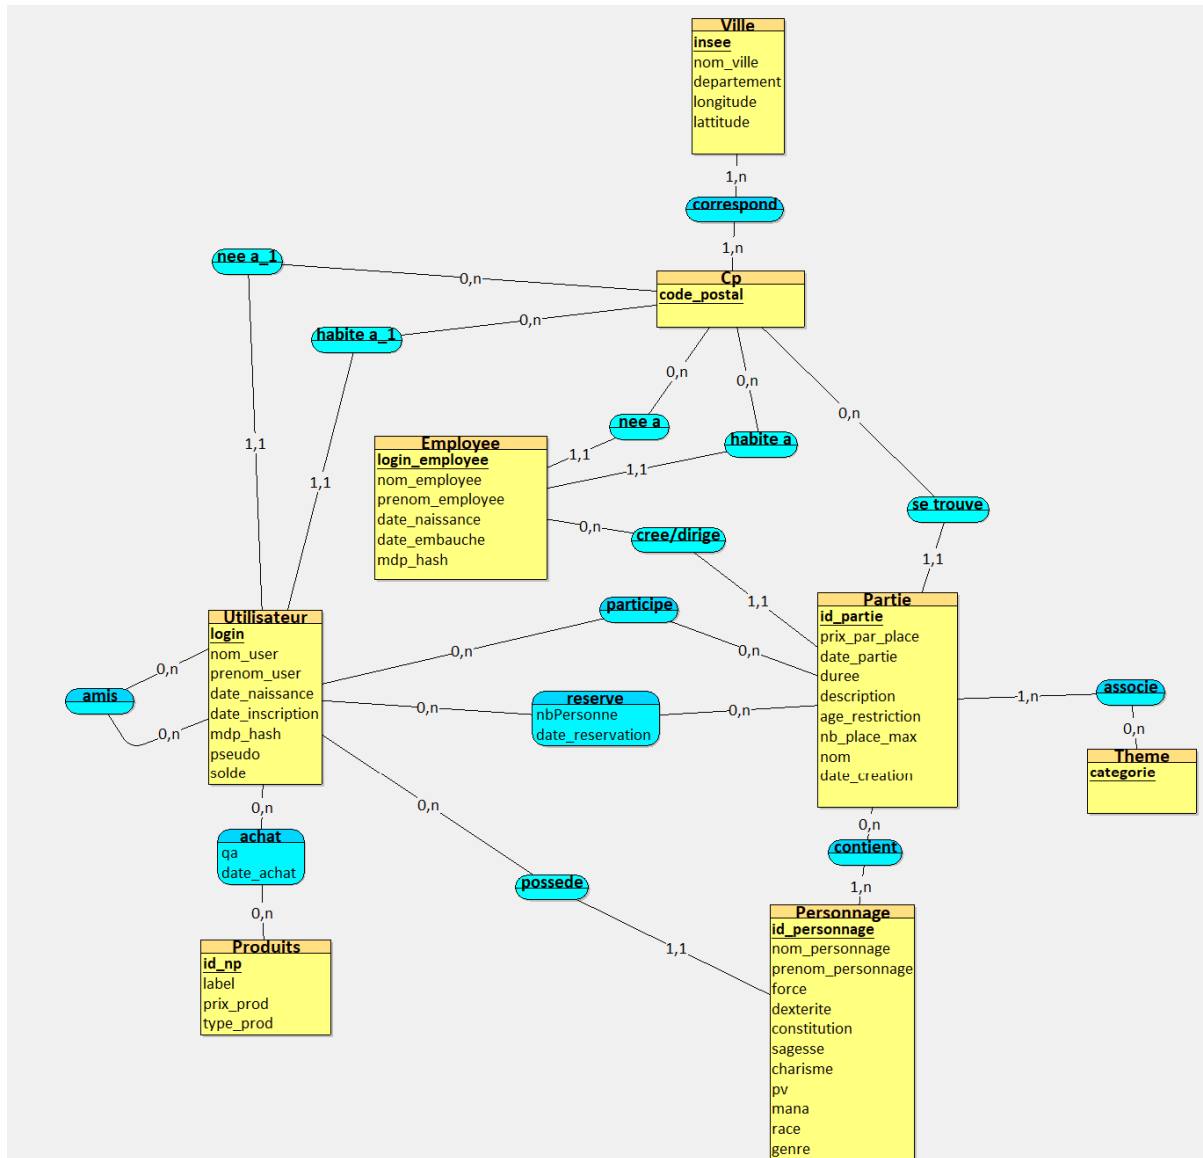 Ville
insee
nom_ville
departement
longitude
lattitude
1,n
correspond
1,n
nee a_1
0,n
Cp
code_postal
habite a_1
0,n
0,n
0,n
0,n
nee a
habite a
1,1
1,1
1,1
1,1
Employee
login_employee
nom_employee
prenom_employee
date_naissance
date_embauche
mdp_hash
0,n
cree/dirige
se trouve
1,1
1,1
participe
0,n
0,n
Utilisateur
login
nom_user
prenom_user
date_naissance
date_inscription
mdp_hash
pseudo
solde
0,n
amis
0,n
0,n
reserve
nbPersonne
date_reservation
0,n
Partie
id_partie
prix_par_place
date_partie
duree
description
age_restriction
nb_place_max
nom
date_creation
1,n
associe
0,n
Theme
categorie
0,n
achat
qa
date_achat
0,n
0,n
possede
1,1
0,n
contient
1,n
Produits
id_np
label
prix_prod
type_prod
Personnage
id_personnage
nom_personnage
prenom_personnage
force
dexterite
constitution
sagesse
charisme
pv
mana
race
genre